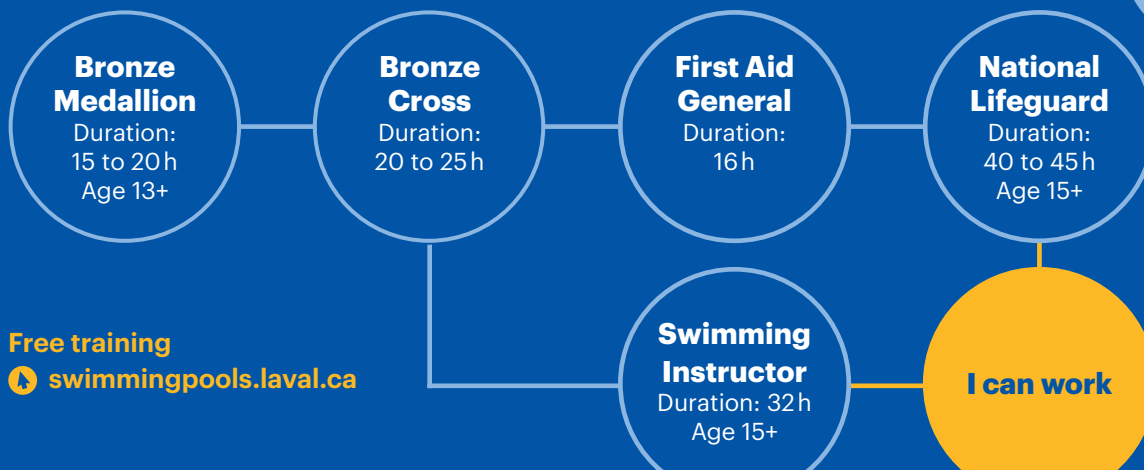 Bronze
Medallion
Duration:
15 to 20 h
Age 13+
Bronze
Cross
Duration:
20 to 25 h
First Aid
General
Duration:
16 h
National
Lifeguard
Duration:
40 to 45 h
Age 15+
Swimming
Instructor
Duration: 32 h
Age 15+
I can work
Free training
swimmingpools.laval.ca